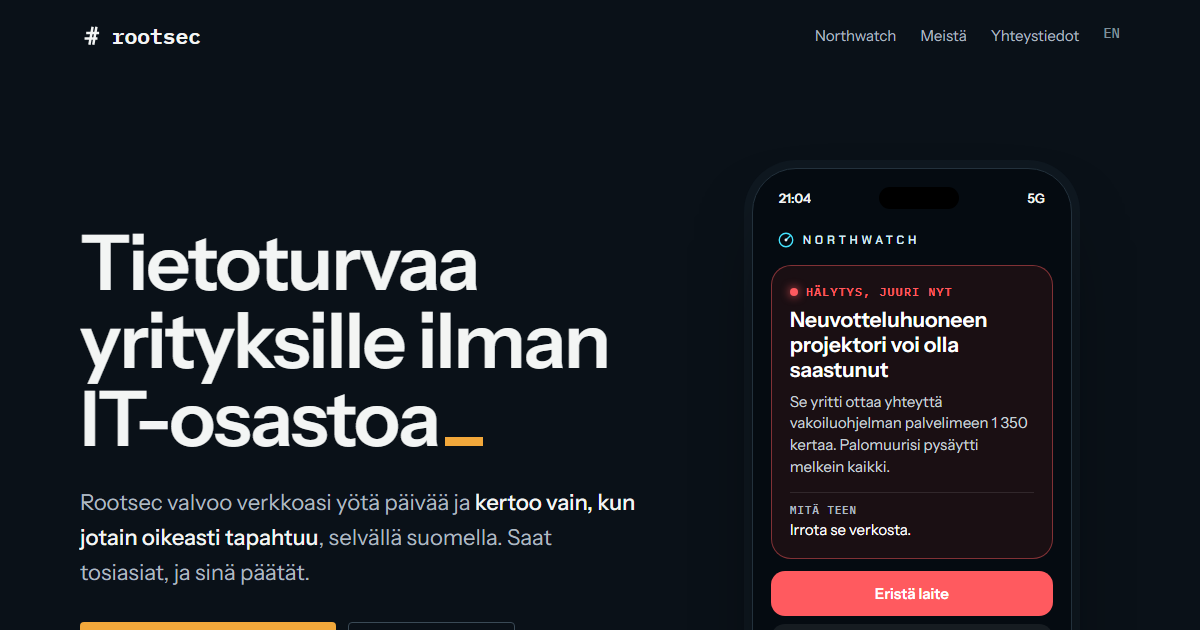 # rootsec
Northwatch Meistä Yhteystiedot EN
Tietoturvaa
yrityksille ilman
IT-osastoa
Rootsec valvoo verkkoasi yötä päivää ja kertoo vain, kun
jotain oikeasti tapahtuu, selvällä suomella. Saat
tosiasiat, ja sinä päätät.
21:04 5G
NORTHWATCH
HÄLYTYS, JUURI NYT
Neuvotteluhuoneen
projektori voi olla
saastunut
Se yritti ottaa yhteyttä
vakoiluohjelman palvelimeen 1 350
kertaa. Palomuurisi pysäytti
melkein kaikki.
MITÄ TEEN
Irrota se verkosta.
Eristä laite